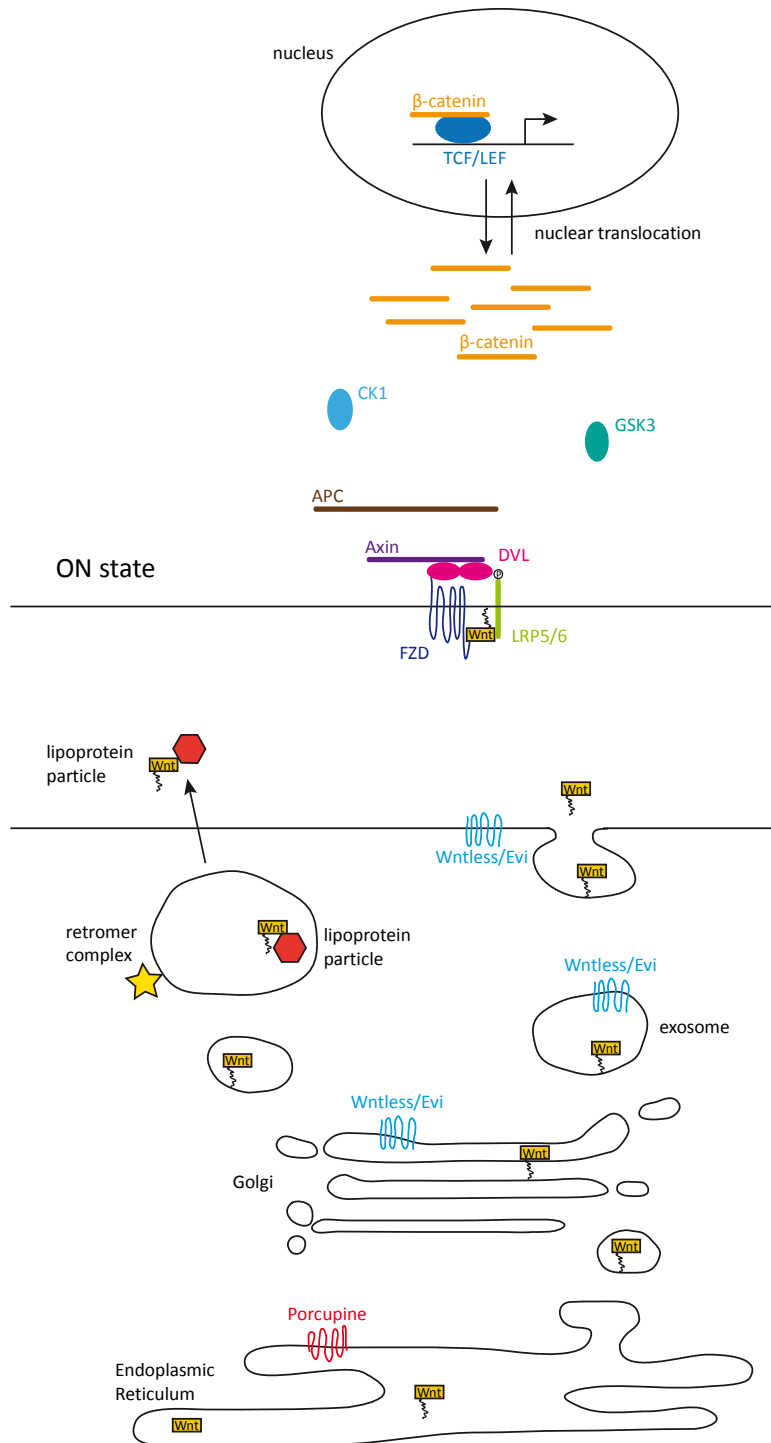 nucleus
β-catenin
TCF/LEF
nuclear translocation
β-catenin
CK1
GSK3
APC
Axin
DVL
ON state
P
Wnt
LRP5/6
FZD
lipoprotein
particle
Wnt
Wnt
Wntless/Evi
Wnt
retromer
complex
Wnt
lipoprotein
particle
Wntless/Evi
exosome
Wnt
Wnt
Wntless/Evi
Wnt
Golgi
Wnt
Porcupine
Endoplasmic
Reticulum
Wnt
Wnt